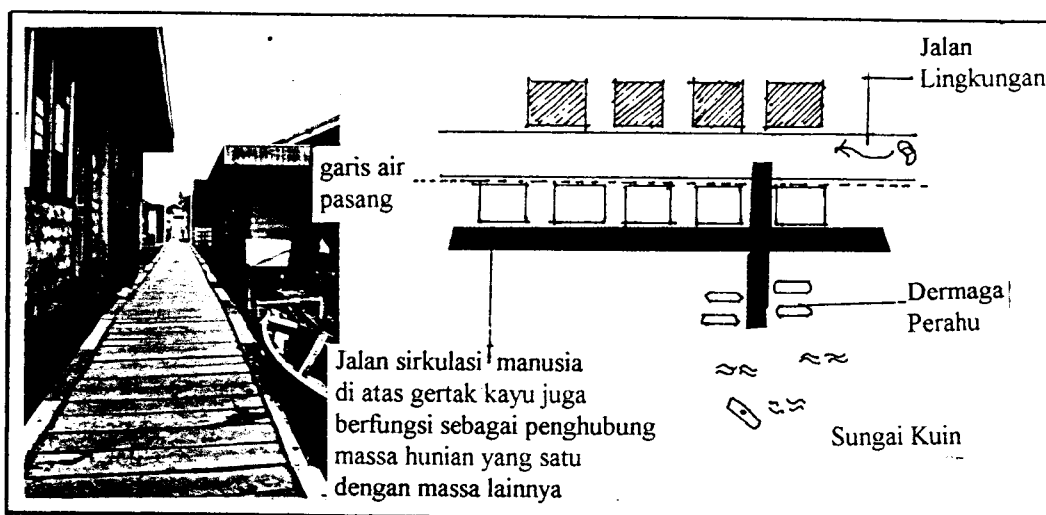 Jalan
Lingkungan
garis air
pasang
Dermaga
Perahu
Jalan sirkulasi manusia
di atas gertak kayu juga
berfungsi sebagai penghubung
massa hunian yang satu
dengan massa lainnya
Sungai Kuin